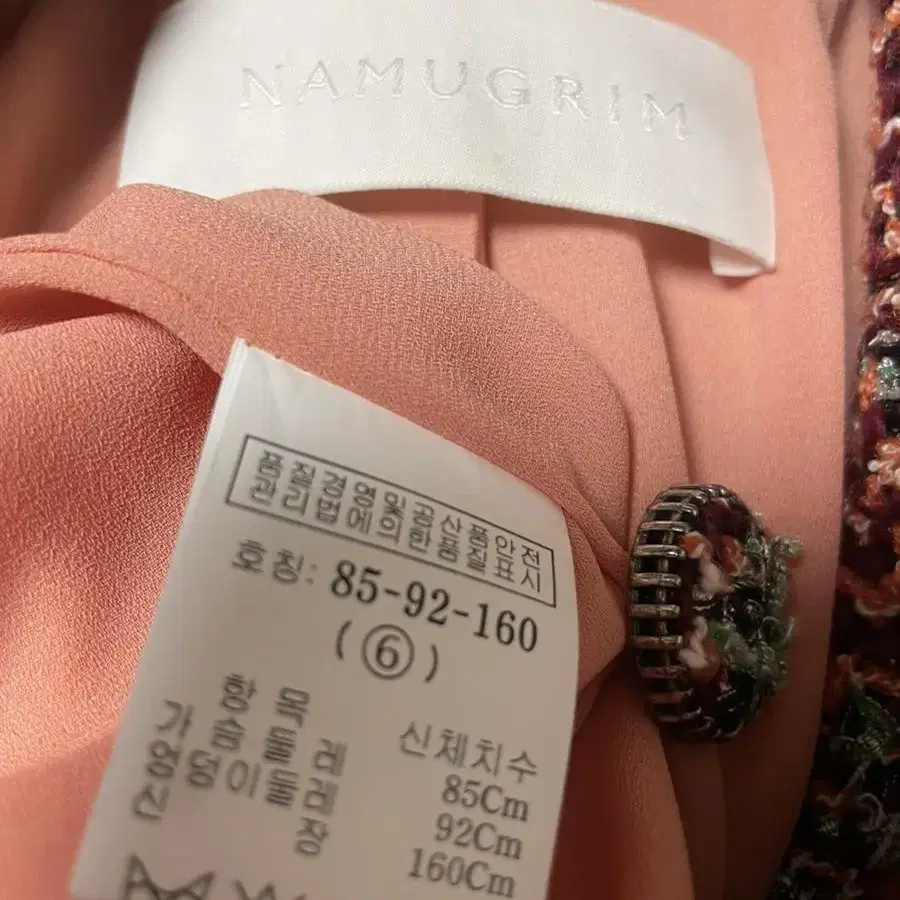 NAMUGRIM
품질경영및공산품안전
관리법에의한품질표시
호칭: 85-92-160
(⑥)
항 목 신체치수
가슴둘레 85Cm
엉덩이둘레 92Cm
신 장 160Cm